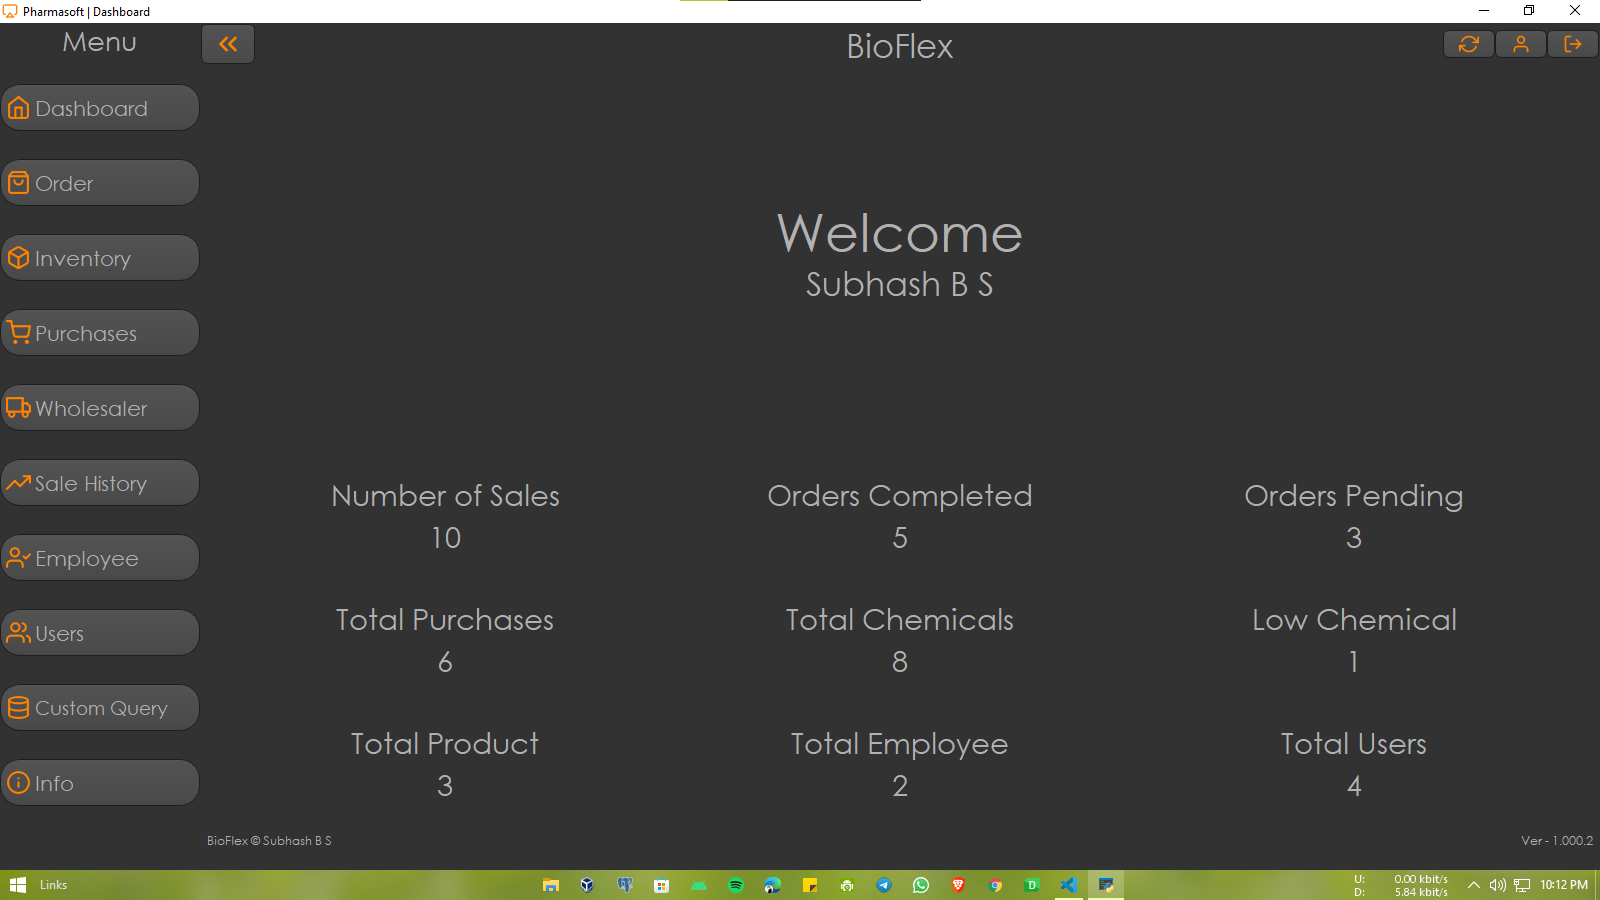 Pharmasoft | Dashboard
Menu
BioFlex
Dashboard
Order
Inventory
Purchases
Wholesaler
Sale History
Employee
Users
Custom Query
Info
Welcome
Subhash B S
Number of Sales
10
Orders Completed
5
Orders Pending
3
Total Purchases
6
Total Chemicals
8
Low Chemical
1
Total Product
3
Total Employee
2
Total Users
4
BioFlex © Subhash B S
Ver - 1.000.2
Links
D
U: 0.00 kbit/s
D: 5.84 kbit/s
10:12 PM